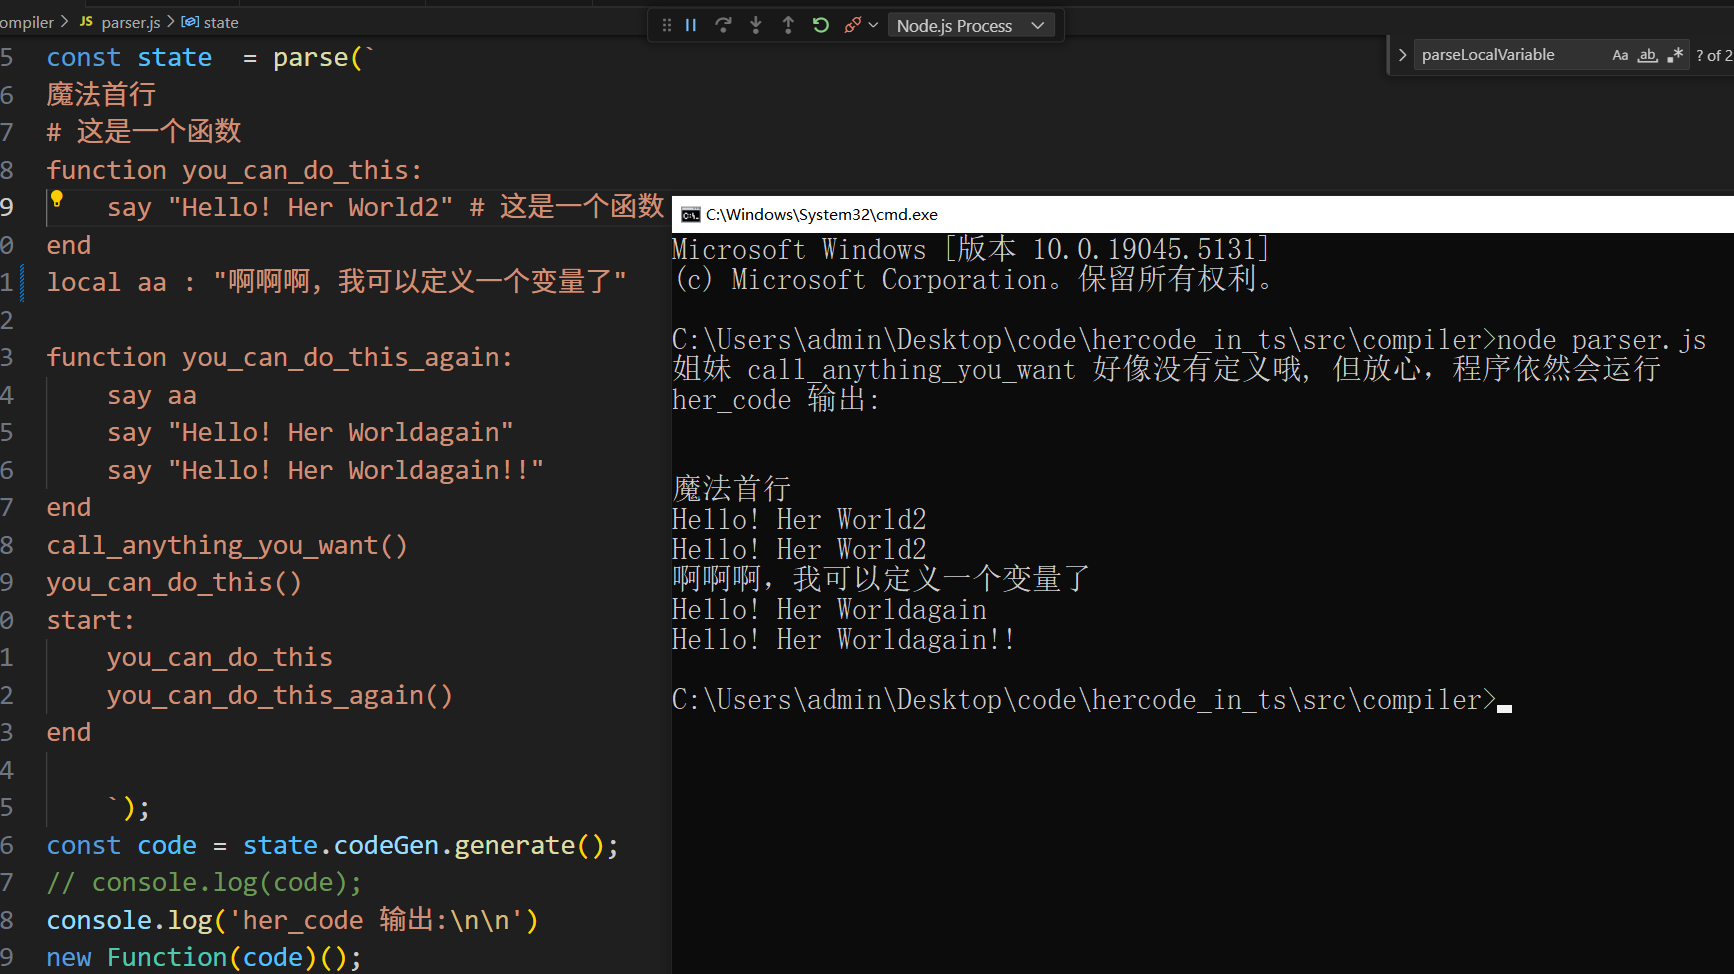 ompiler > JS parser.js > state
Node.js Process
parseLocalVariable Aa ab .* ? of 2
5 const state  = parse(`
6 魔法首行
7 # 这是一个函数
8 function you_can_do_this:
9 say "Hello! Her World2" # 这是一个函数
0 end
1 local aa : "啊啊啊，我可以定义一个变量了"
2
3 function you_can_do_this_again:
4 say aa
5 say "Hello! Her Worldagain"
6 say "Hello! Her Worldagain!!"
7 end
8 call_anything_you_want()
9 you_can_do_this()
0 start:
1 you_can_do_this
2 you_can_do_this_again()
3 end
4
5 `);
6 const code = state.codeGen.generate();
7 // console.log(code);
8 console.log('her_code 输出:\n\n')
9 new Function(code)();
C:\Windows\System32\cmd.exe
Microsoft Windows [版本 10.0.19045.5131]
(c) Microsoft Corporation。保留所有权利。
C:\Users\admin\Desktop\code\hercode_in_ts\src\compiler>node parser.js
姐妹 call_anything_you_want 好像没有定义哦, 但放心，程序依然会运行
her_code 输出:
魔法首行
Hello! Her World2
Hello! Her World2
啊啊啊，我可以定义一个变量了
Hello! Her Worldagain
Hello! Her Worldagain!!
C:\Users\admin\Desktop\code\hercode_in_ts\src\compiler>